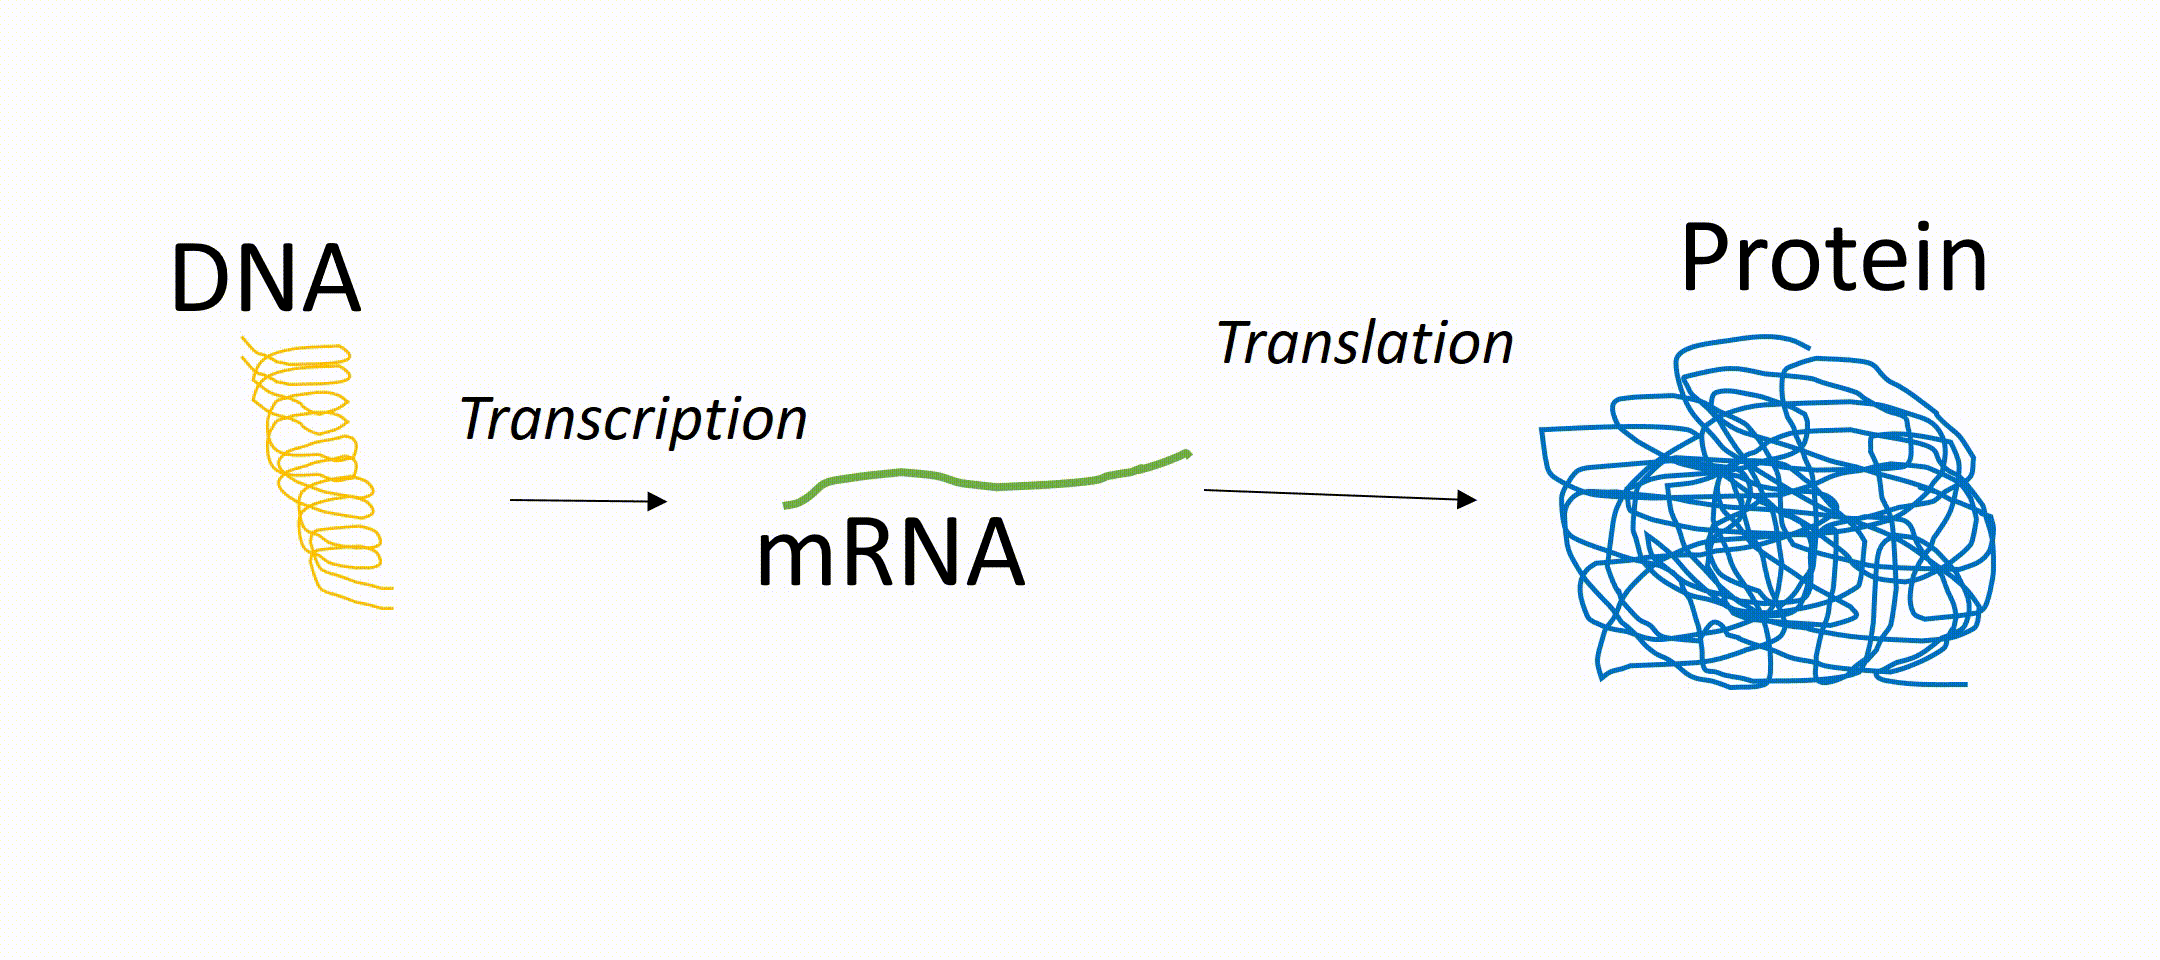 DNA
Transcription
mRNA
Translation
Protein